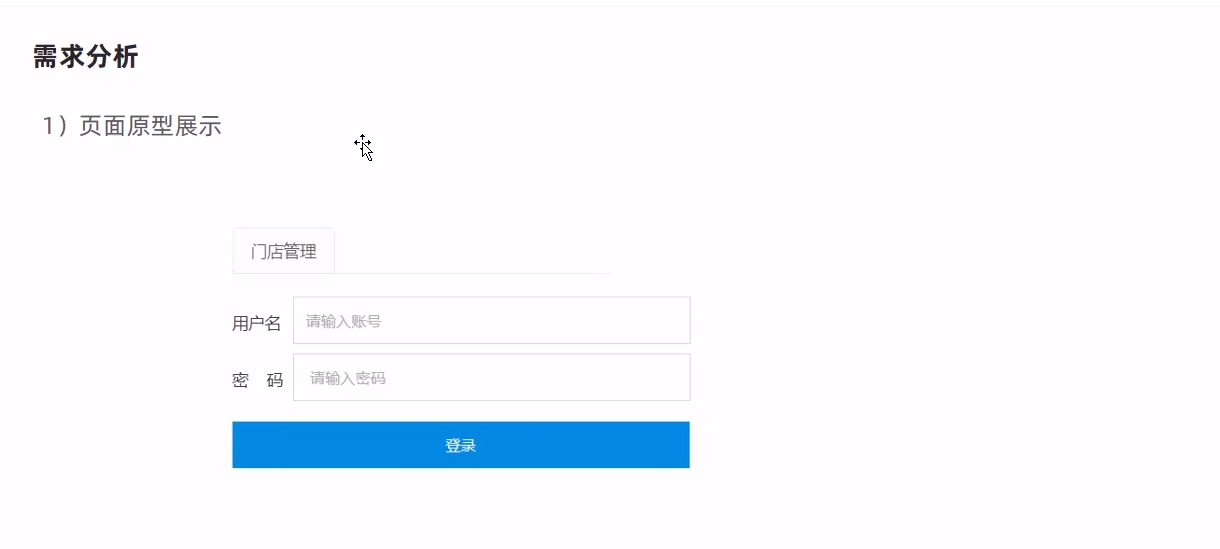 需求分析
1）页面原型展示
门店管理
用户名 请输入账号
密 码 请输入密码
登录